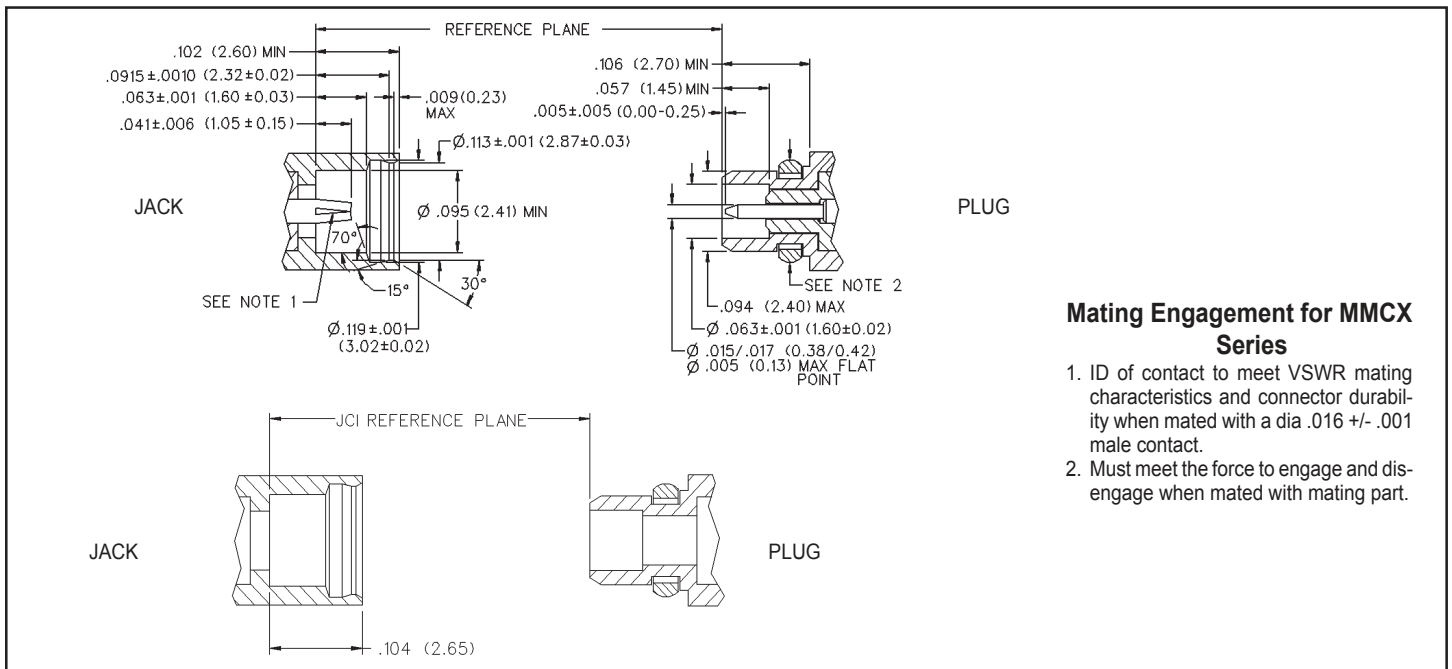 REFERENCE PLANE
.102 (2.60) MIN
.0915±.0010 (2.32±0.02)
.063±.001 (1.60±0.03)
.041±.006 (1.05±0.15)
.009(0.23)
MAX
Ø.113±.001 (2.87±0.03)
.106 (2.70) MIN
.057 (1.45) MIN
.005±.005 (0.00-0.25)
JACK
Ø .095 (2.41) MIN
PLUG
70°
15°
30°
SEE NOTE 1
SEE NOTE 2
Ø.119±.001
(3.02±0.02)
.094 (2.40) MAX
Ø .063±.001 (1.60±0.02)
Ø .015/.017 (0.38/0.42)
Ø .005 (0.13) MAX FLAT
POINT
Mating Engagement for MMCX
Series
1. ID of contact to meet VSWR mating
characteristics and connector durabil-
ity when mated with a dia .016 +/- .001
male contact.
2. Must meet the force to engage and dis-
engage when mated with mating part.
JCI REFERENCE PLANE
JACK
PLUG
.104 (2.65)